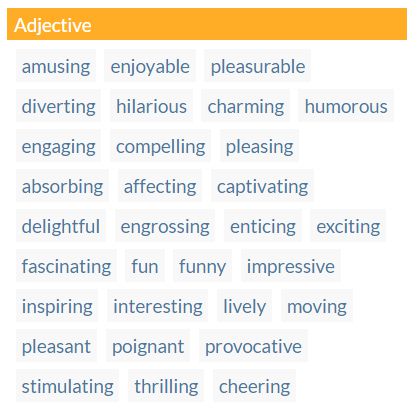 Adjective
amusing enjoyable pleasurable
diverting hilarious charming humorous
engaging compelling pleasing
absorbing affecting captivating
delightful engrossing enticing exciting
fascinating fun funny impressive
inspiring interesting lively moving
pleasant poignant provocative
stimulating thrilling cheering